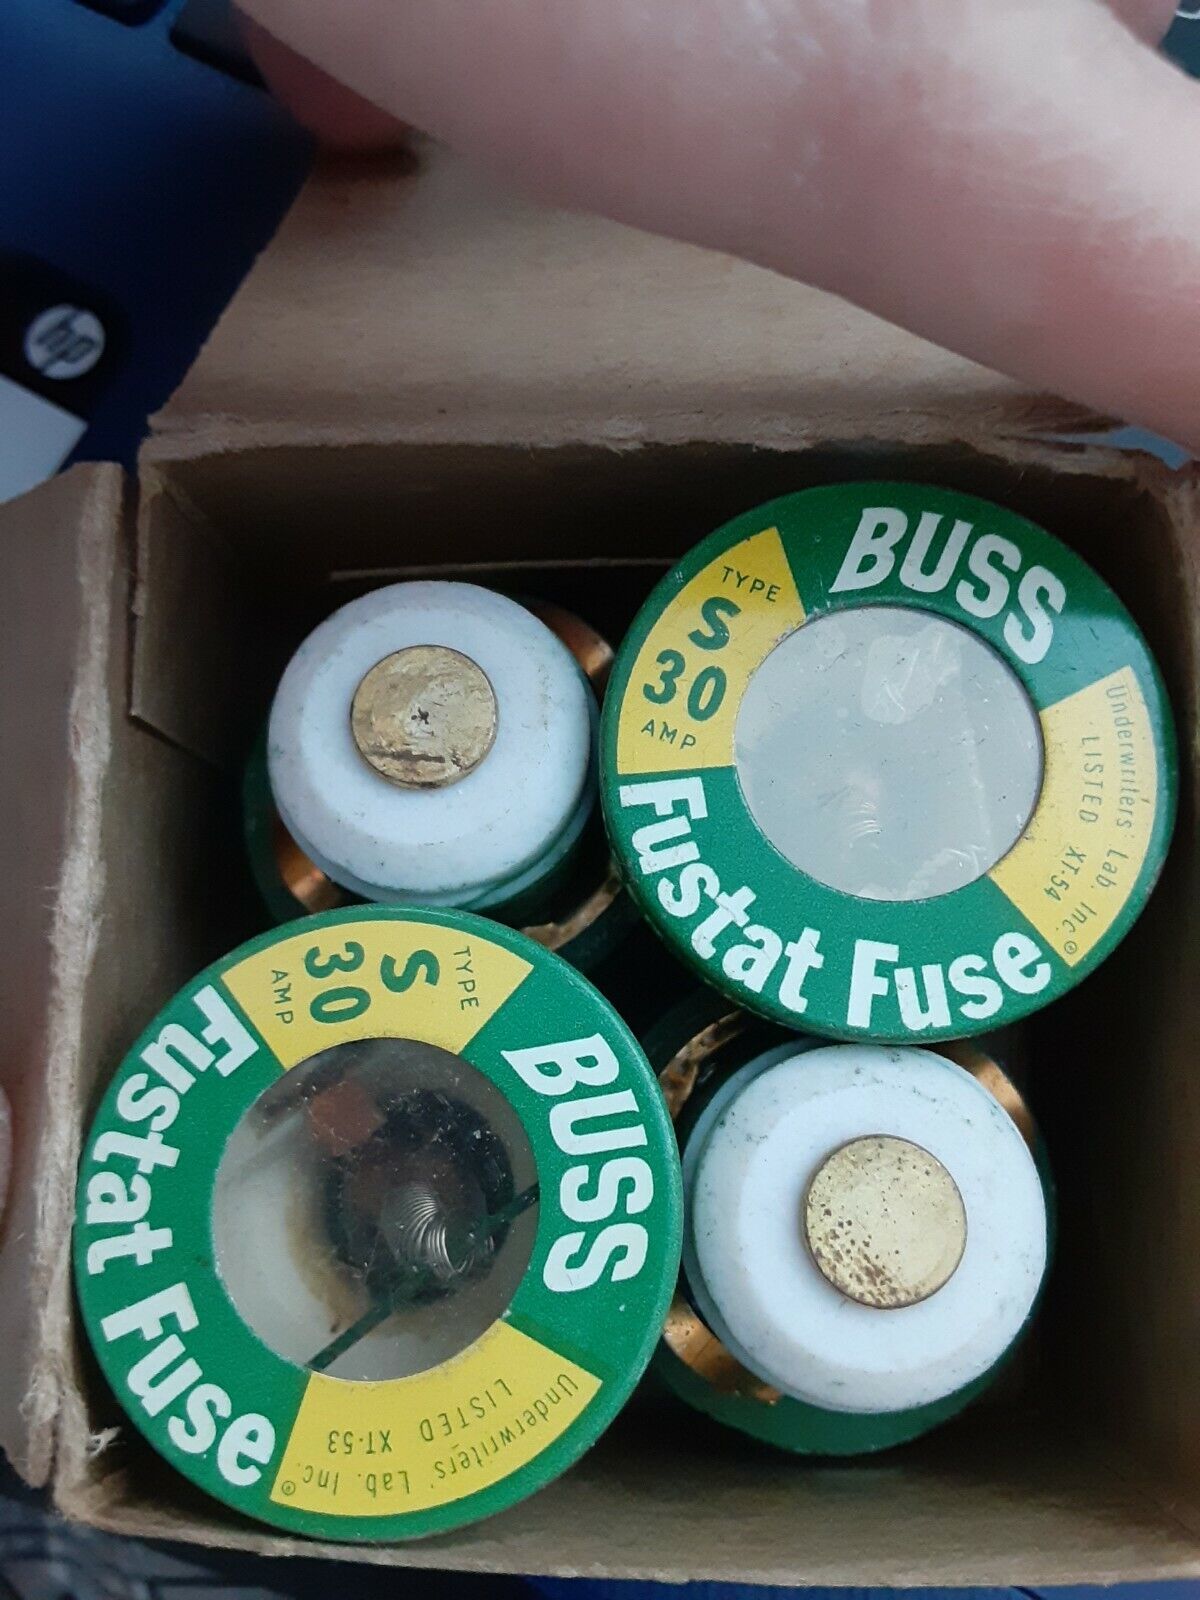 hp
BUSS
TYPE
S
30
AMP
Underwriters' Lab. Inc.®
LISTED XT-54
Fustat Fuse
TYPE
S
30
AMP
BUSS
Fustat Fuse
Underwriters' Lab. Inc.®
LISTED XT-53